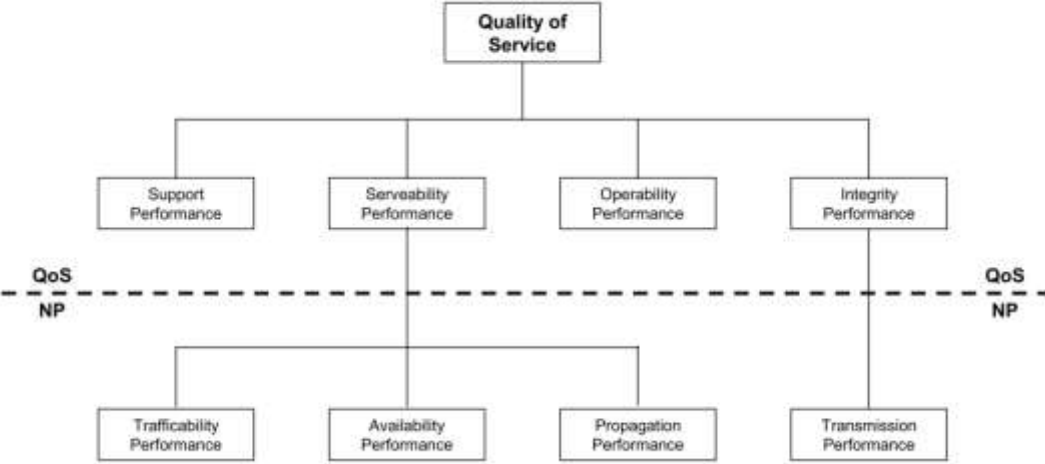 Quality of
Service
Support
Performance
Serveability
Performance
Operability
Performance
Integrity
Performance
QoS
QoS
NP
NP
Trafficability
Performance
Availability
Performance
Propagation
Performance
Transmission
Performance